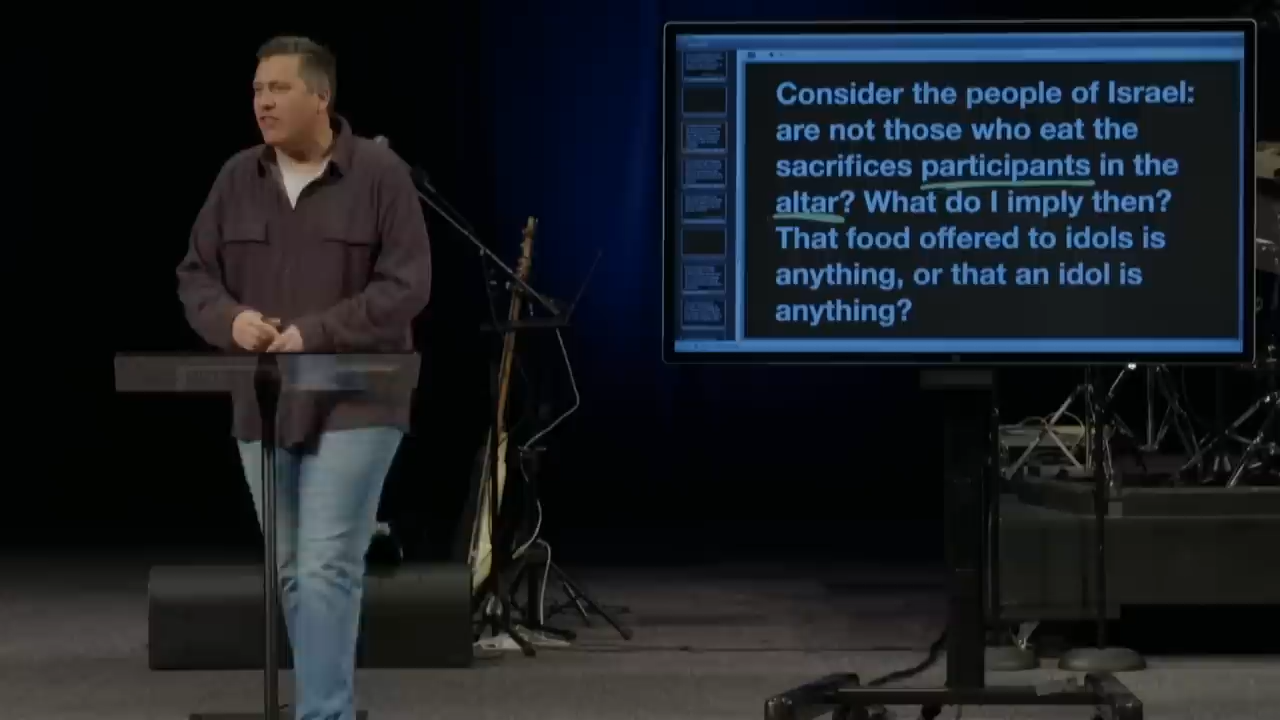 Consider the people of Israel:
are not those who eat the
sacrifices participants in the
altar? What do I imply then?
That food offered to idols is
anything, or that an idol is
anything?